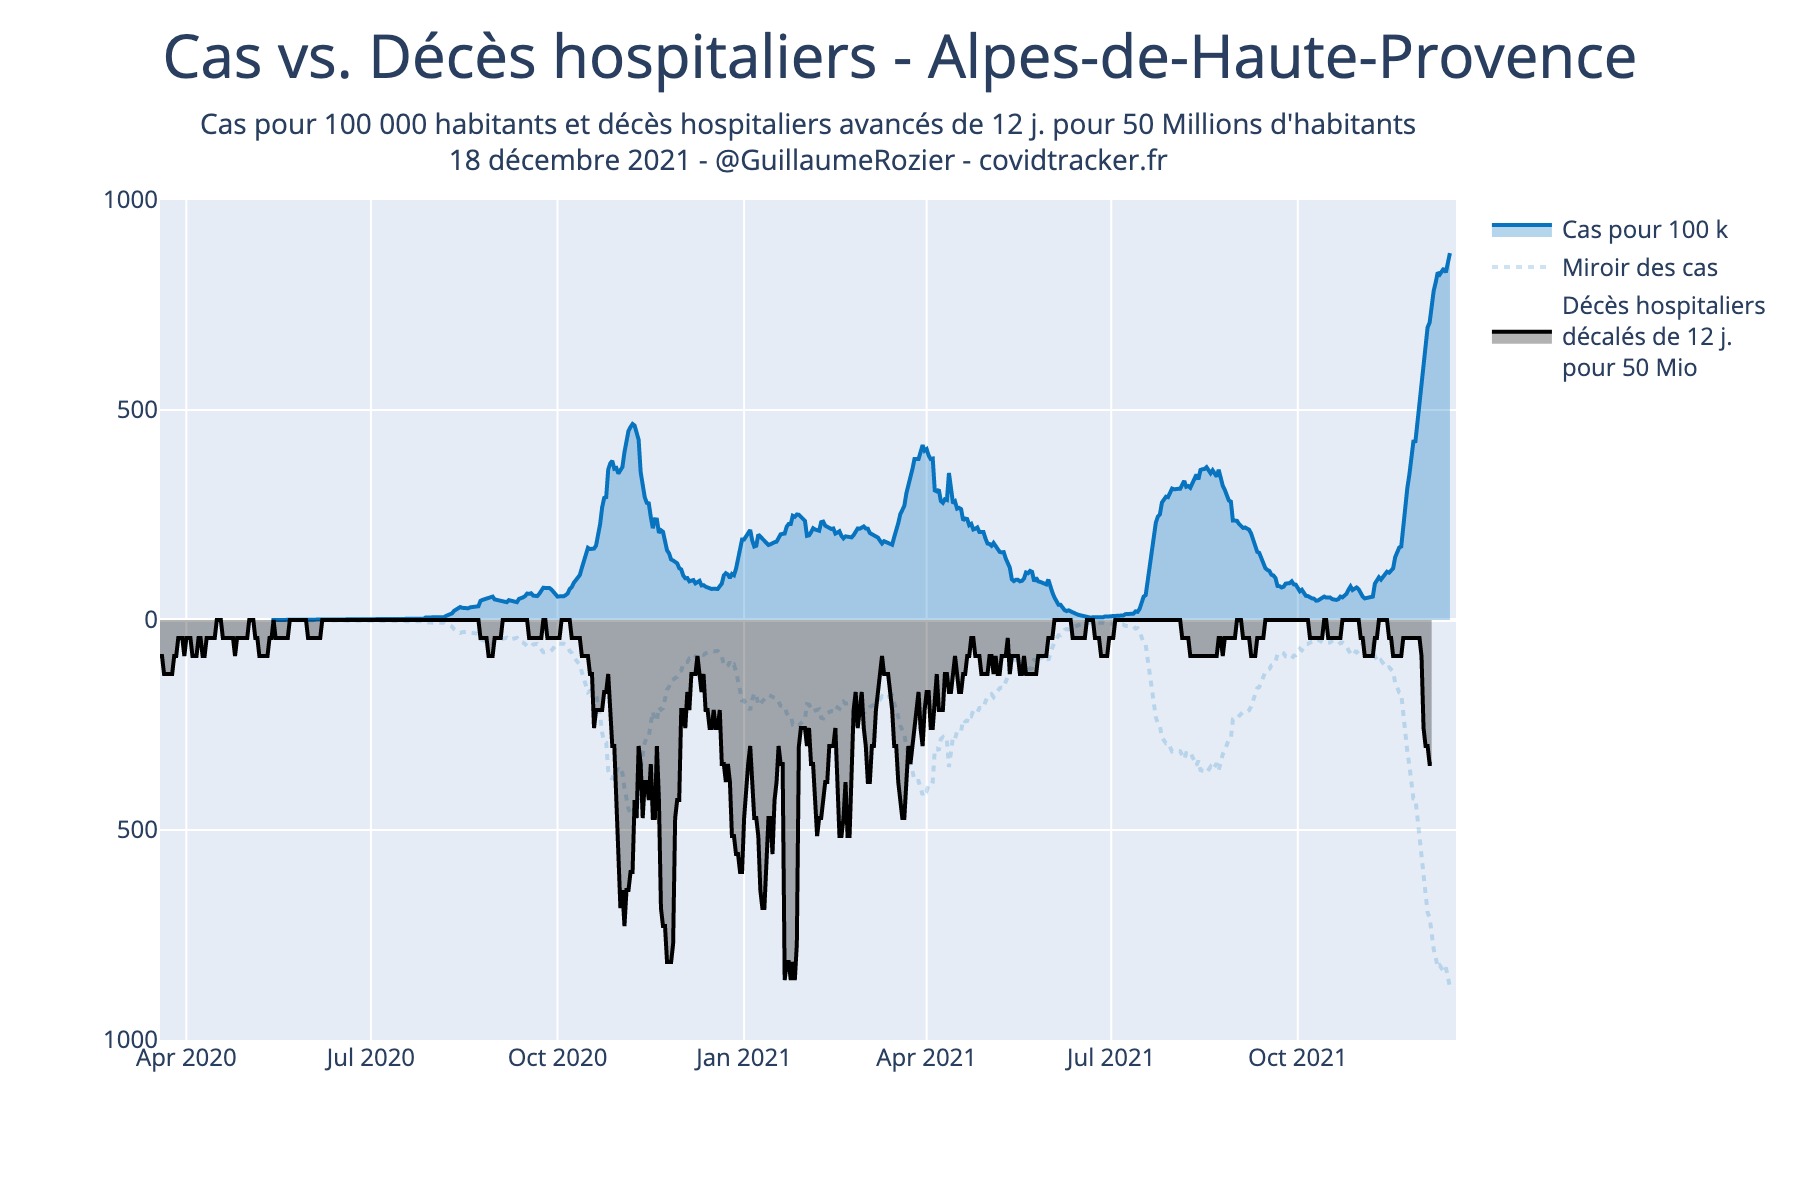 Cas vs. Décès hospitaliers - Alpes-de-Haute-Provence
Cas pour 100 000 habitants et décès hospitaliers avancés de 12 j. pour 50 Millions d'habitants
18 décembre 2021 - @GuillaumeRozier - covidtracker.fr
1000
500
0
500
1000
Apr 2020
Jul 2020
Oct 2020
Jan 2021
Apr 2021
Jul 2021
Oct 2021
Cas pour 100 k
Miroir des cas
Décès hospitaliers
décalés de 12 j.
pour 50 Mio